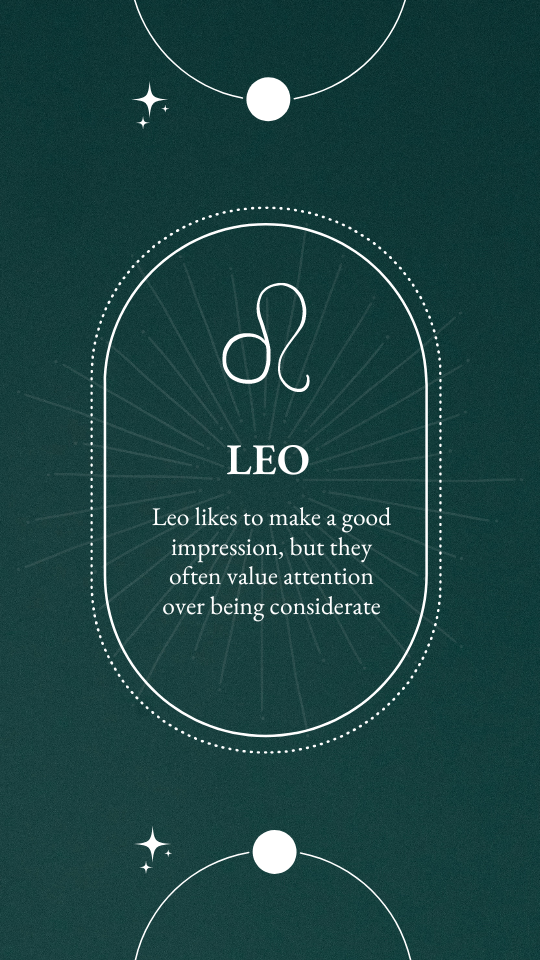 LEO
Leo likes to make a good
impression, but they
often value attention
over being considerate